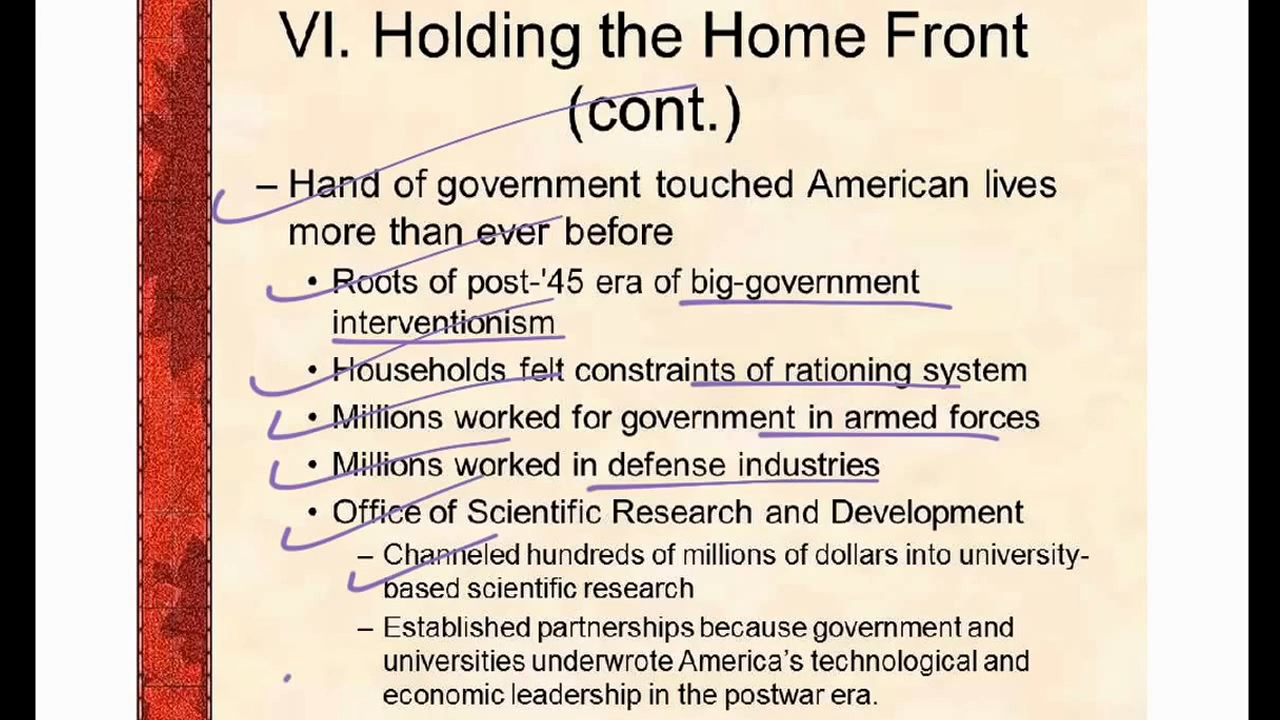 VI. Holding the Home Front
(cont.)
– Hand of government touched American lives
more than ever before
• Roots of post-'45 era of big-government
interventionism
• Households felt constraints of rationing system
• Millions worked for government in armed forces
• Millions worked in defense industries
• Office of Scientific Research and Development
– Channeled hundreds of millions of dollars into university-
based scientific research
– Established partnerships because government and
universities underwrote America’s technological and
economic leadership in the postwar era.